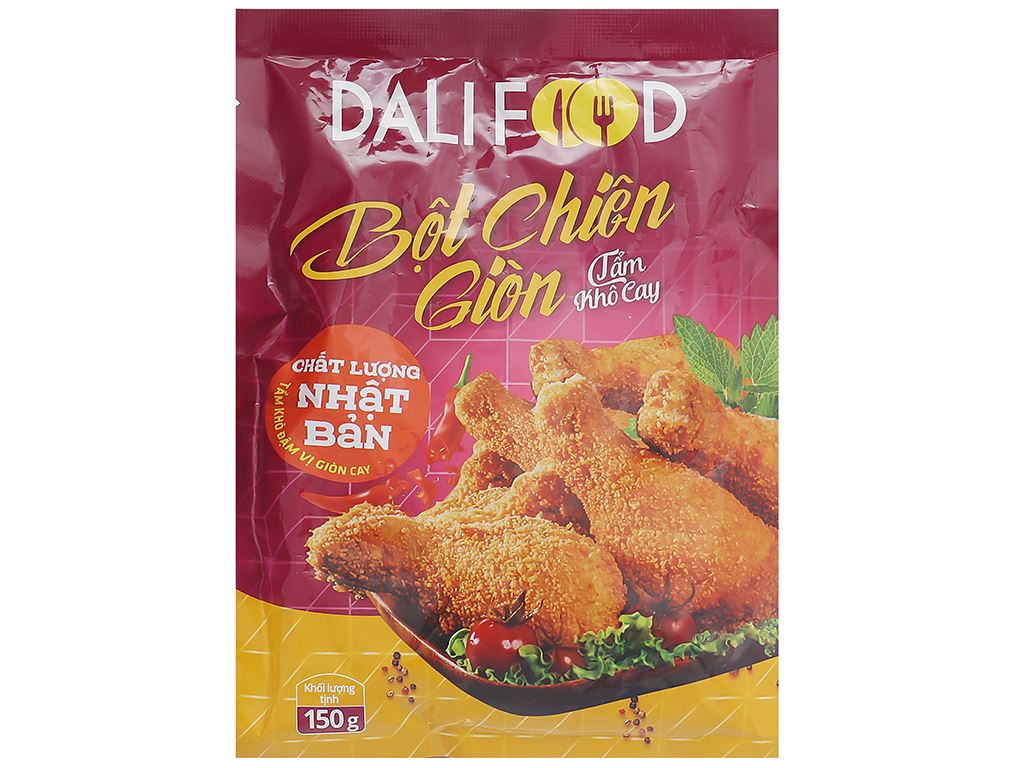 DALIFOOD
Bột Chiên
Giòn
Tẩm
Khô Cay
CHẤT LƯỢNG
NHẬT
BẢN
TẨM KHÔ ĐẬM VỊ GIÒN CAY
Khối lượng
tịnh
150g